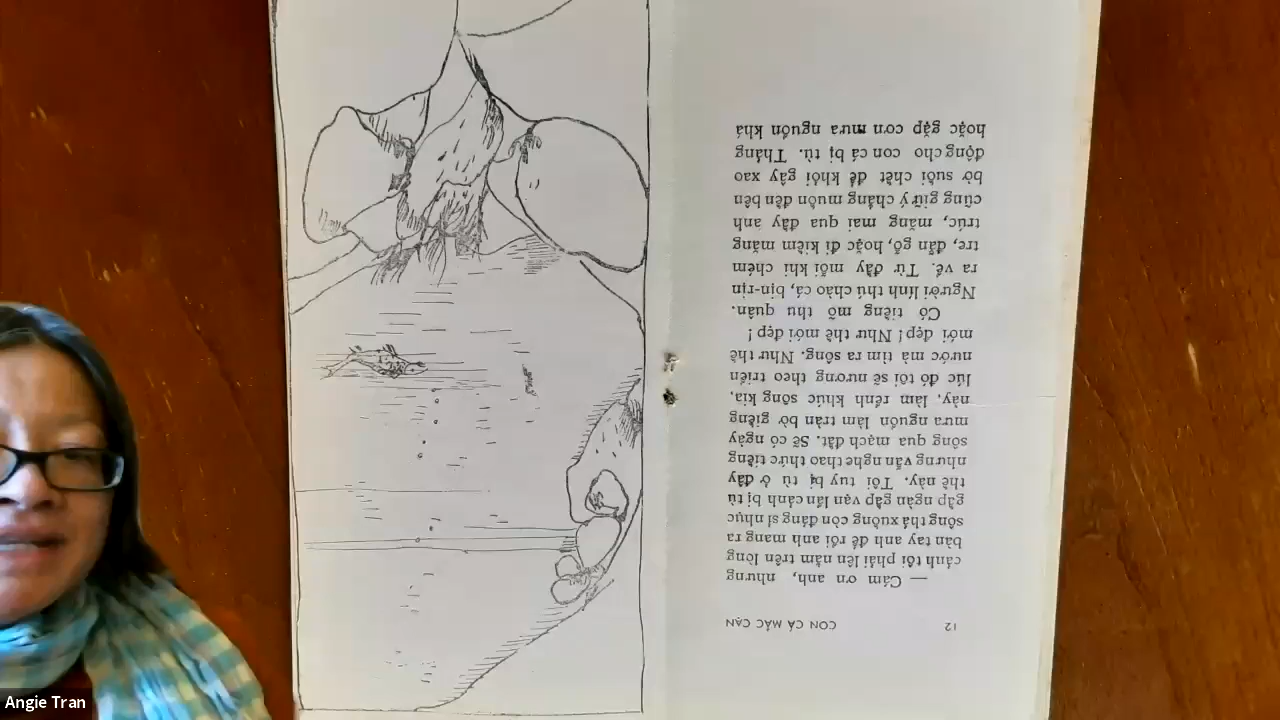 12
CON CÁ MẮC CẠN
— Cám ơn anh, nhưng
cảnh tôi phải lên nằm trên lòng
bàn tay anh để rồi anh mang ra
sông thả xuống còn đáng sỉ nhục
gấp ngàn gấp vạn lần cảnh bị tù
thế này. Tôi tuy bị tù ở đây
nhưng vẫn nghe thao thức tiếng
sông qua mạch đất. Sẽ có ngày
mưa nguồn làm tràn bờ giếng
này, làm rềnh khúc sông kia,
lúc đó tôi sẽ nương theo triền
nước mà tìm ra sông. Như thế
mới đẹp! Như thế mới đẹp !
Có tiếng mõ thu quân.
Người lính thú chào cá, bịn-rịn
ra về. Từ đấy mỗi khi chém
tre, đẵn gỗ, hoặc đi kiếm măng
trúc, măng mai qua đấy anh
cũng giữ ý chẳng muốn đến bên
bờ suối chết để khỏi gây xao
động cho con cá bị tù. Tháng
hoặc gặp con mưa nguồn khá
Angie Tran